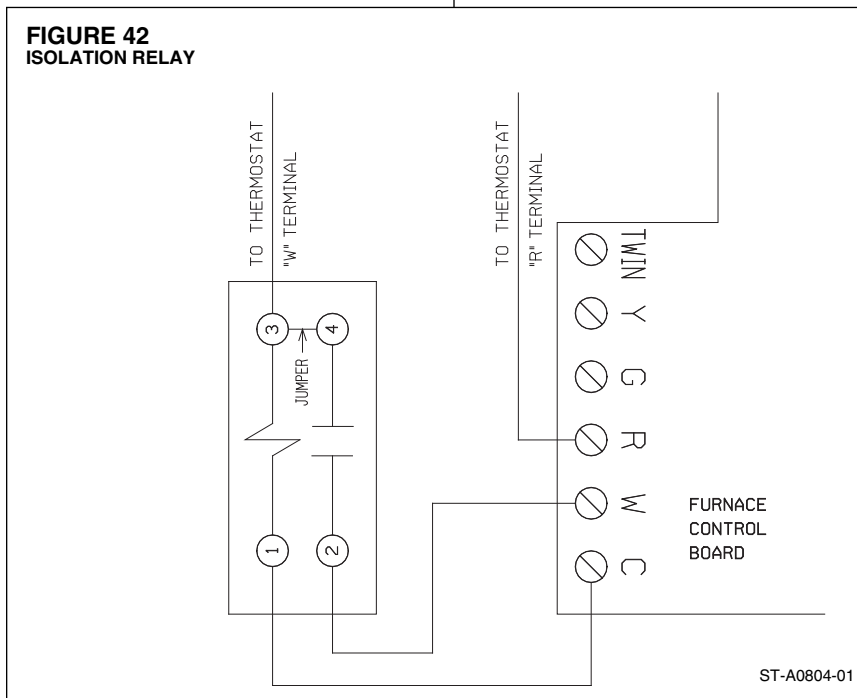 FIGURE 42
ISOLATION RELAY
TO THERMOSTAT
"W" TERMINAL
TO THERMOSTAT
"R" TERMINAL
3
4
JUMPER
1
2
TWIN
Y
G
R
W
C
FURNACE
CONTROL
BOARD
ST-A0804-01